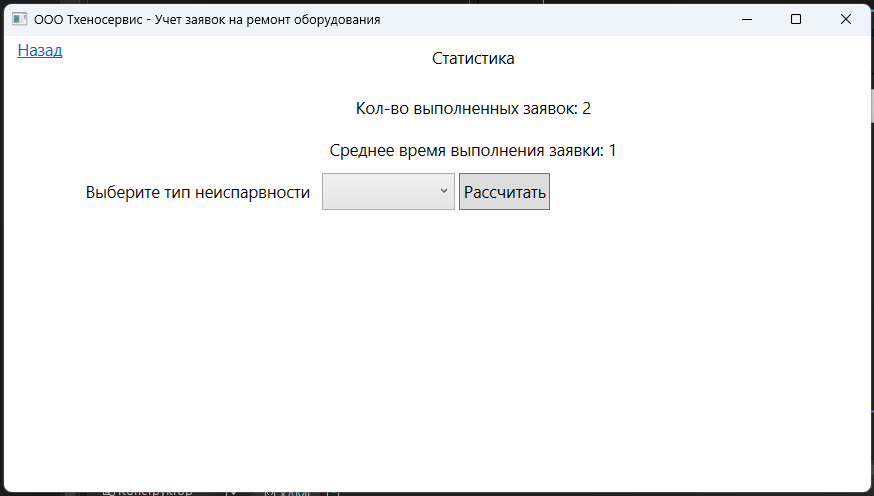 ООО Тхеносервис - Учет заявок на ремонт оборудования
Назад
Статистика
Кол-во выполненных заявок: 2
Среднее время выполнения заявки: 1
Выберите тип неиспарвности
Рассчитать